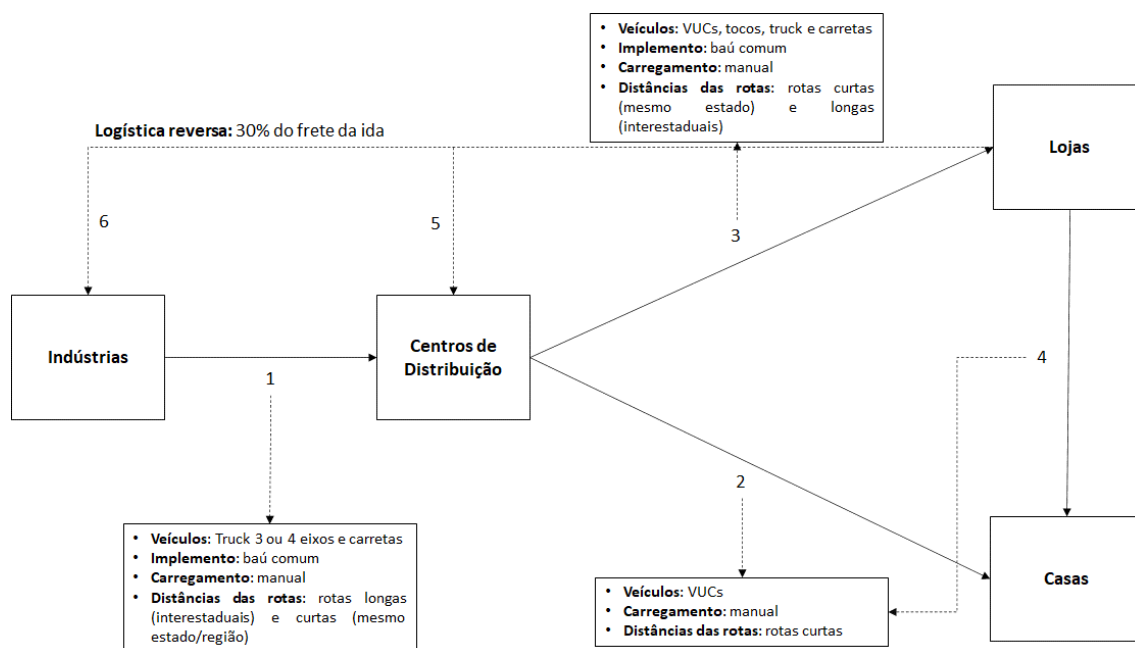 • Veículos: VUCs, tocos, truck e carretas
• Implemento: baú comum
• Carregamento: manual
• Distâncias das rotas: rotas curtas
(mesmo estado) e longas
(interestaduais)
Logística reversa: 30% do frete da ida
Lojas
6
5
3
Indústrias
Centros de
Distribuição
4
1
2
• Veículos: Truck 3 ou 4 eixos e carretas
• Implemento: baú comum
• Carregamento: manual
• Distâncias das rotas: rotas longas
(interestaduais) e curtas (mesmo
estado/região)
• Veículos: VUCs
• Carregamento: manual
• Distâncias das rotas: rotas curtas
Casas